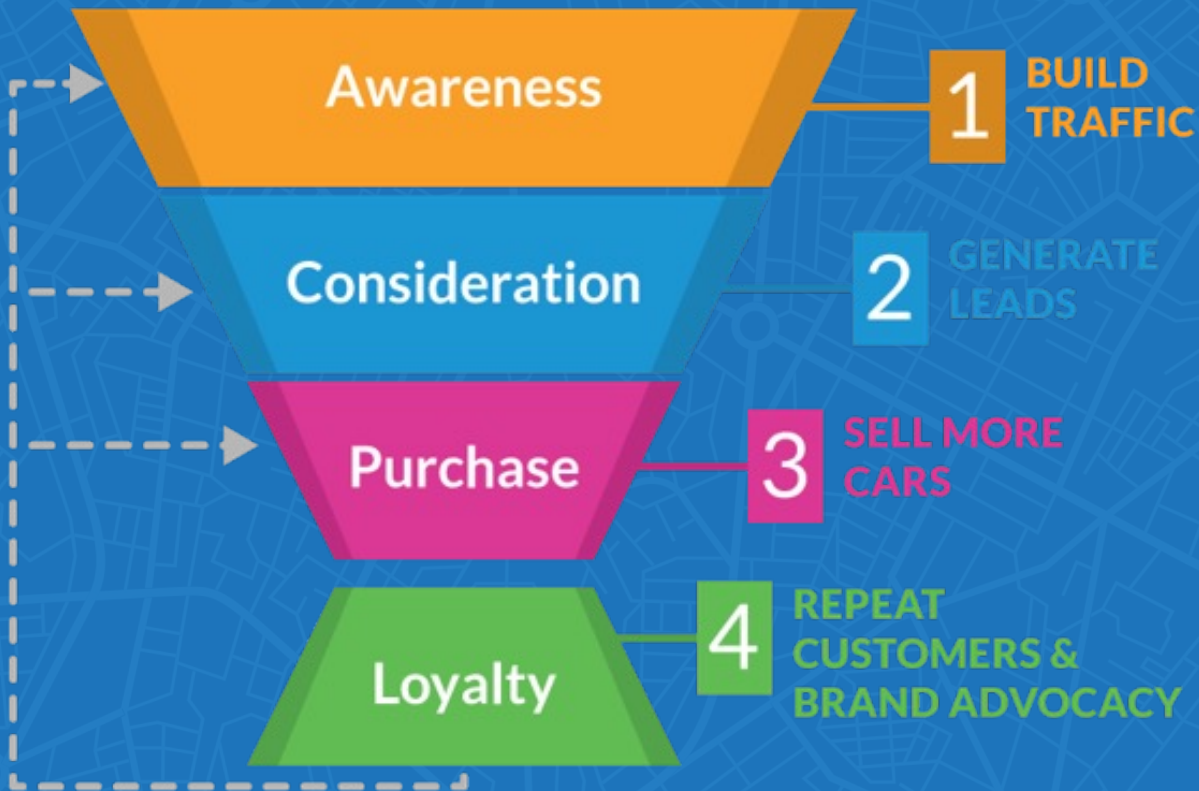 Awareness
1
BUILD
TRAFFIC
Consideration
2
GENERATE
LEADS
Purchase
3
SELL MORE
CARS
Loyalty
4
REPEAT
CUSTOMERS &
BRAND ADVOCACY